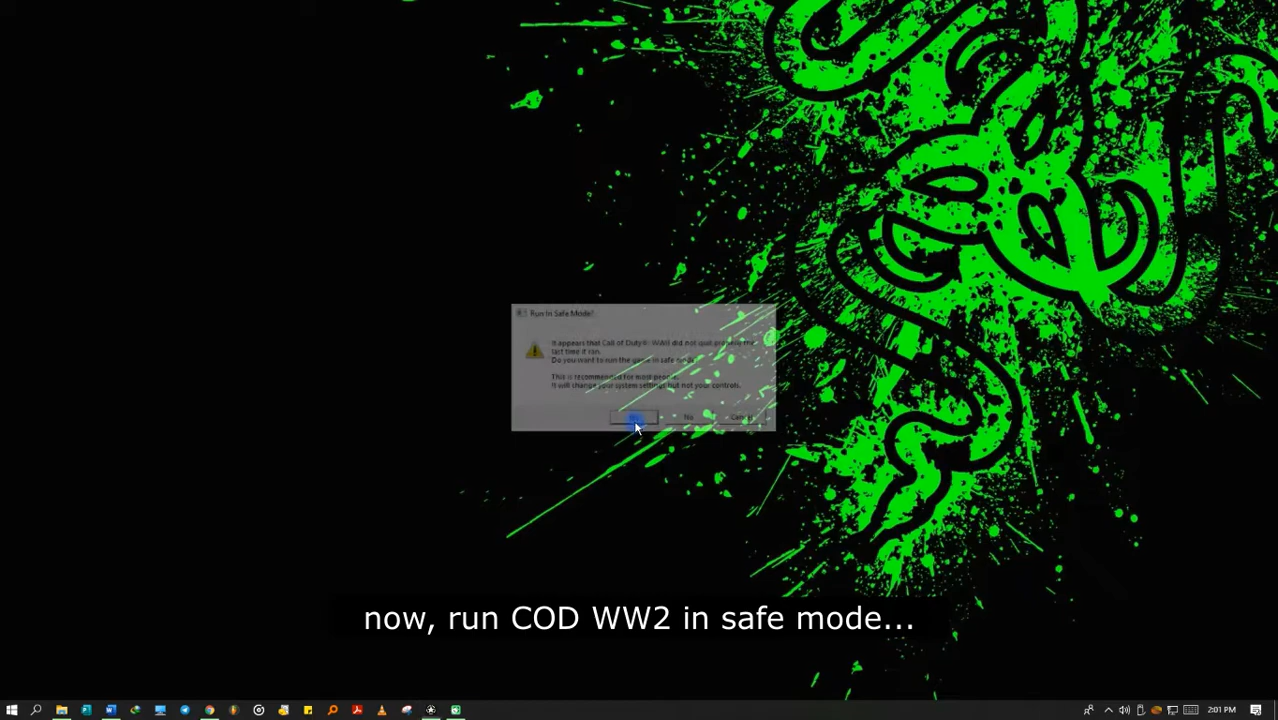 Run In Safe Mode?
It appears that Call of Duty®: WWII did not quit properly the
last time it ran.
Do you want to run the game in safe mode?
This is recommended for most people.
It will change your system settings but not your controls.
No
Cancel
now, run COD WW2 in safe mode...
2:01 PM